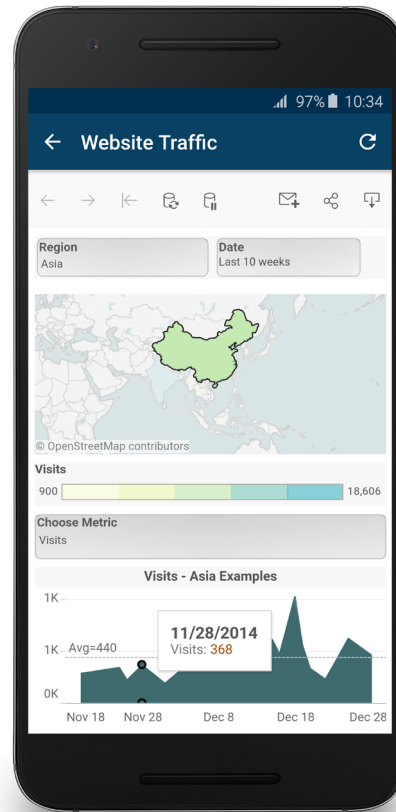 97% 10:34
Website Traffic
Region
Asia
Date
Last 10 weeks
© OpenStreetMap contributors
Visits
900 18,606
Choose Metric
Visits
Visits - Asia Examples
1K
11/28/2014
Visits: 368
1K
Avg=440
0K
Nov 18 Nov 28 Dec 8 Dec 18 Dec 28